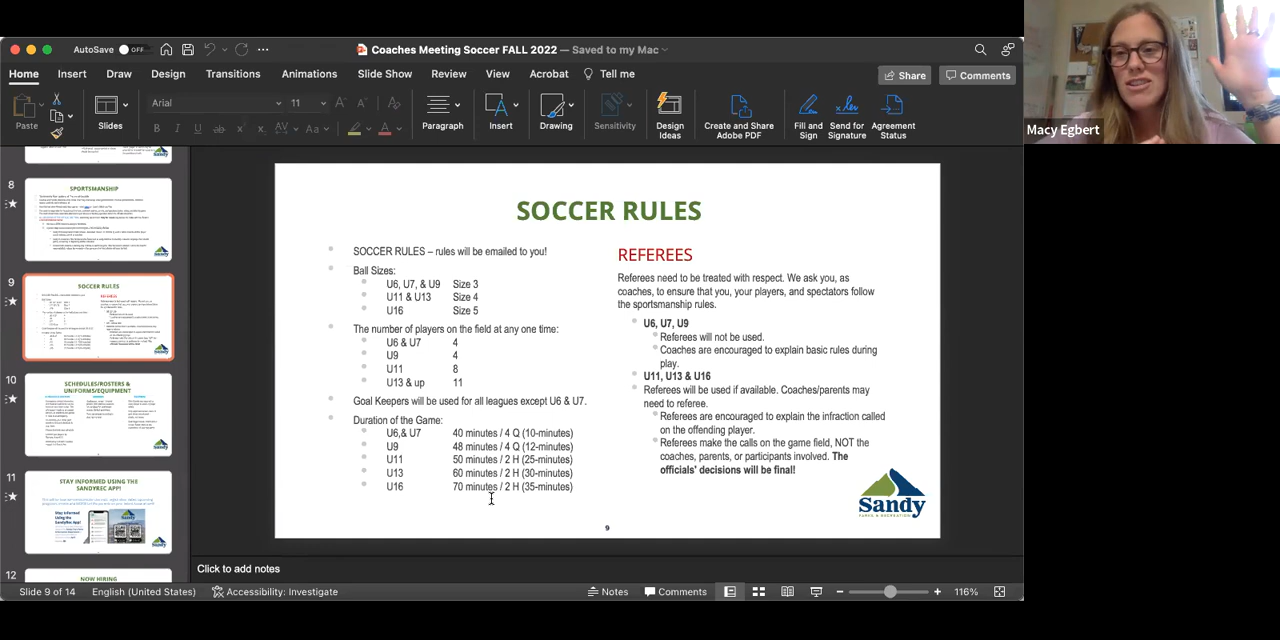 AutoSave OFF
Coaches Meeting Soccer FALL 2022 — Saved to my Mac
Home Insert Draw Design Transitions Animations Slide Show Review View Acrobat Tell me
Share Comments
Paste
Slides
Arial 11
Paragraph
Insert
Drawing
Sensitivity
Design Ideas
Create and Share Adobe PDF
Fill and Sign
Send for Signature
Agreement Status
Macy Egbert
8
SPORTSMANSHIP
9
SOCCER RULES
10
SCHEDULES/ROSTERS & UNIFORMS/EQUIPMENT
11
STAY INFORMED USING THE SANDYREC APP!
12
NOW HIRING
SOCCER RULES
SOCCER RULES – rules will be emailed to you!
Ball Sizes:
U6, U7, & U9 Size 3
U11 & U13 Size 4
U16 Size 5
The number of players on the field at any one time:
U6 & U7 4
U9 4
U11 8
U13 & up 11
Goal Keepers will be used for all leagues except U6 & U7.
Duration of the Game:
U6,& U7 40 minutes / 4 Q (10-minutes)
U9 48 minutes / 4 Q (12-minutes)
U11 50 minutes / 2 H (25-minutes)
U13 60 minutes / 2 H (30-minutes)
U16 70 minutes / 2 H (35-minutes)
REFEREES
Referees need to be treated with respect. We ask you, as
coaches, to ensure that you, your players, and spectators follow
the sportsmanship rules.
U6, U7, U9
Referees will not be used.
Coaches are encouraged to explain basic rules during
play.
U11, U13 & U16
Referees will be used if available. Coaches/parents may
need to referee.
Referees are encouraged to explain the infraction called
on the offending player.
Referees make the calls on the game field, NOT the
coaches, parents, or participants involved. The
officials' decisions will be final!
Sandy
PARKS & RECREATION
9
Click to add notes
Slide 9 of 14 English (United States) Accessibility: Investigate
Notes Comments 116%